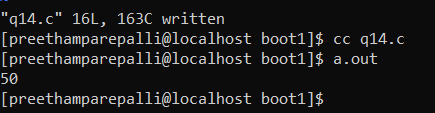 "q14.c" 16L, 163C written
[preethamparepalli@localhost boot1]$ cc q14.c
[preethamparepalli@localhost boot1]$ a.out
50
[preethamparepalli@localhost boot1]$